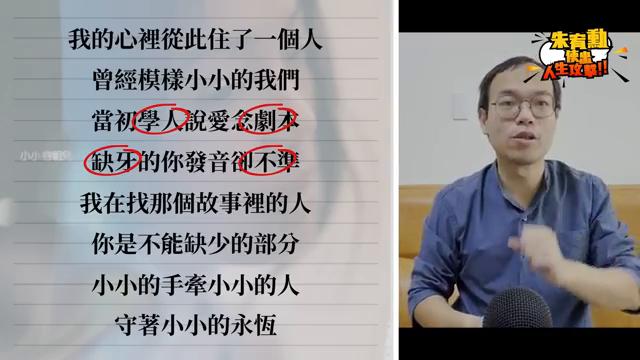 我的心裡從此住了一個人
曾經模樣小小的我們
當初學人說愛念劇本
缺牙的你發音卻不準
我在找那個故事裡的人
你是不能缺少的部分
小小的手牽小小的人
守著小小的永恆
小小
朱宥勳
使出
人生攻擊!!